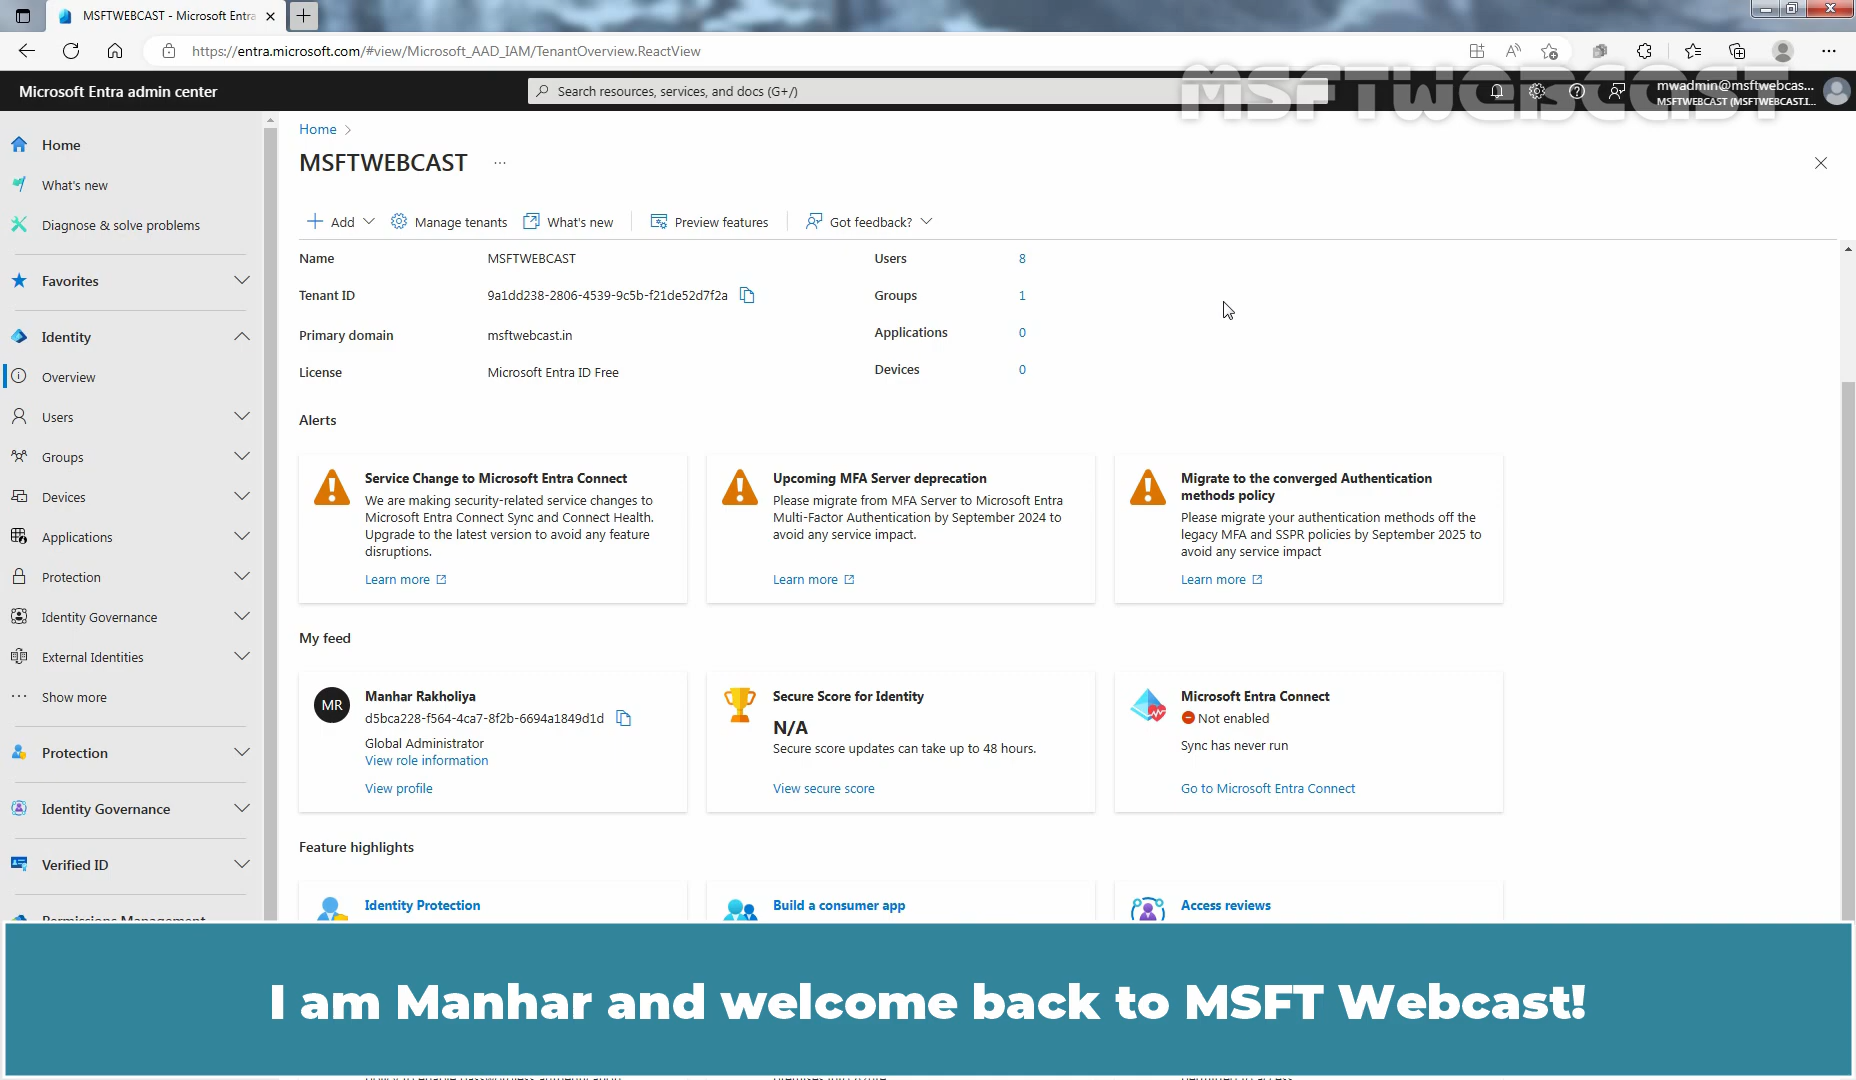 MSFTWEBCAST - Microsoft Entra
https://entra.microsoft.com/#view/Microsoft_AAD_IAM/TenantOverview.ReactView
MSFTWEBCAST
Microsoft Entra admin center
Search resources, services, and docs (G+/)
mwadmin@msftwebcas...
MSFTWEBCAST (MSFTWEBCAST.I...
Home
What's new
Diagnose & solve problems
Favorites
Identity
Overview
Users
Groups
Devices
Applications
Protection
Identity Governance
External Identities
Show more
Protection
Identity Governance
Verified ID
Permissions Management
Home
MSFTWEBCAST
Add
Manage tenants
What's new
Preview features
Got feedback?
Name MSFTWEBCAST Users 8
Tenant ID 9a1dd238-2806-4539-9c5b-f21de52d7f2a Groups 1
Primary domain msftwebcast.in Applications 0
License Microsoft Entra ID Free Devices 0
Alerts
Service Change to Microsoft Entra Connect
We are making security-related service changes to
Microsoft Entra Connect Sync and Connect Health.
Upgrade to the latest version to avoid any feature
disruptions.
Learn more
Upcoming MFA Server deprecation
Please migrate from MFA Server to Microsoft Entra
Multi-Factor Authentication by September 2024 to
avoid any service impact.
Learn more
Migrate to the converged Authentication
methods policy
Please migrate your authentication methods off the
legacy MFA and SSPR policies by September 2025 to
avoid any service impact
Learn more
My feed
MR
Manhar Rakholiya
d5bca228-f564-4ca7-8f2b-6694a1849d1d
Global Administrator
View role information
View profile
Secure Score for Identity
N/A
Secure score updates can take up to 48 hours.
View secure score
Microsoft Entra Connect
Not enabled
Sync has never run
Go to Microsoft Entra Connect
Feature highlights
Identity Protection
Build a consumer app
Access reviews
I am Manhar and welcome back to MSFT Webcast!